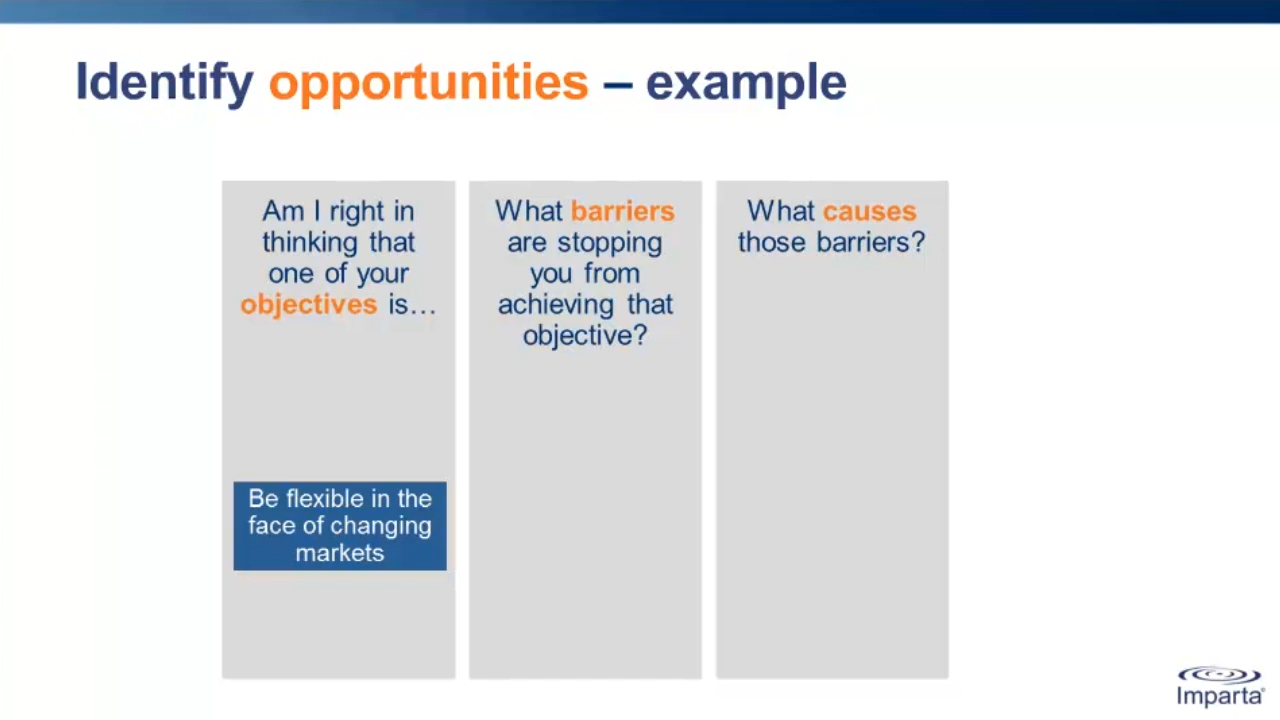 Identify opportunities – example
Am I right in
thinking that
one of your
objectives is…
What barriers
are stopping
you from
achieving that
objective?
What causes
those barriers?
Be flexible in the
face of changing
markets
Imparta®